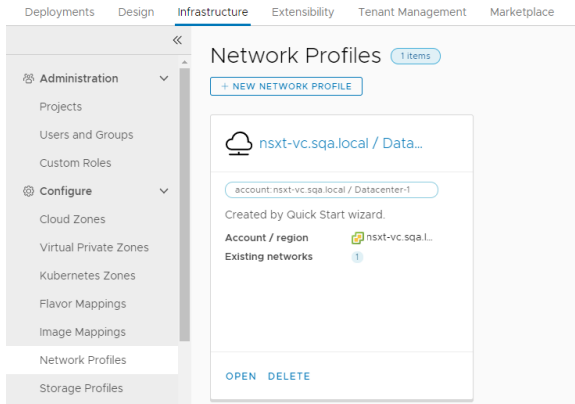 Deployments Design Infrastructure Extensibility Tenant Management Marketplace
«
Administration
Projects
Users and Groups
Custom Roles
Configure
Cloud Zones
Virtual Private Zones
Kubernetes Zones
Flavor Mappings
Image Mappings
Network Profiles
Storage Profiles
Network Profiles 1 items
+ NEW NETWORK PROFILE
nsxt-vc.sqa.local / Data...
account:nsxt-vc.sqa.local / Datacenter-1
Created by Quick Start wizard.
Account / region nsxt-vc.sqa.l...
Existing networks 1
OPEN DELETE